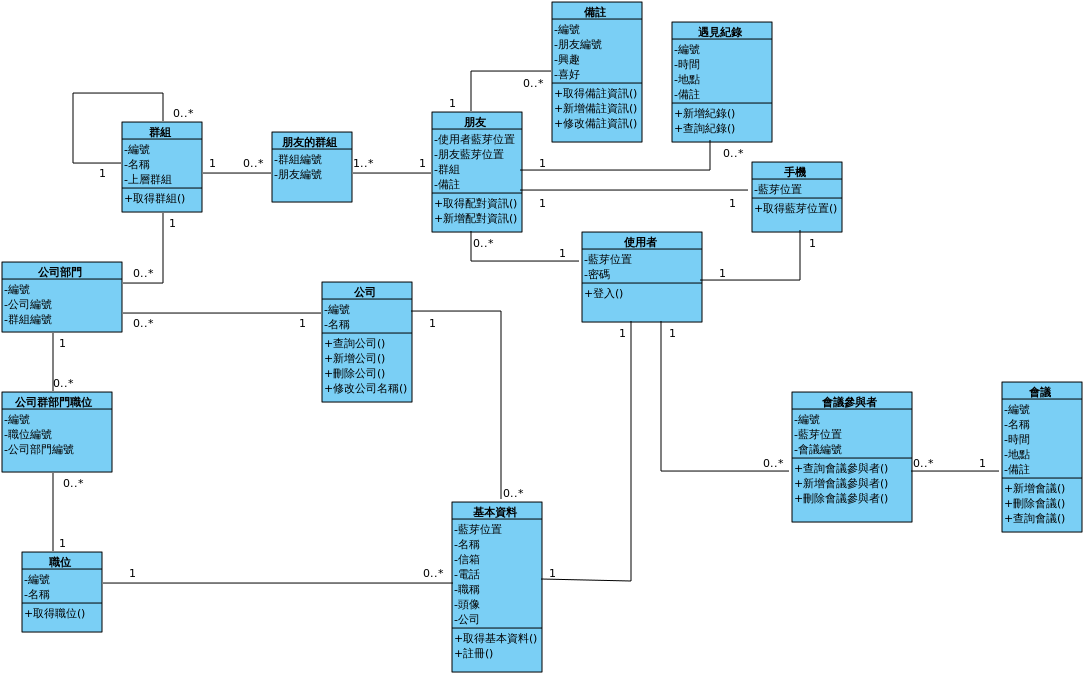 備註
-編號
-朋友編號
-興趣
-喜好
+取得備註資訊()
+新增備註資訊()
+修改備註資訊()
遇見紀錄
-編號
-時間
-地點
-備註
+新增紀錄()
+查詢紀錄()
0..*
1
0..*
群組
-編號
-名稱
-上層群組
+取得群組()
1
1
0..*
朋友的群組
-群組編號
-朋友編號
1..*
1
朋友
-使用者藍芽位置
-朋友藍芽位置
-群組
-備註
+取得配對資訊()
+新增配對資訊()
1
0..*
1
1
手機
-藍芽位置
+取得藍芽位置()
1
0..*
1
使用者
-藍芽位置
-密碼
+登入()
1
1
1
1
0..*
公司部門
-編號
-公司編號
-群組編號
0..*
1
公司
-編號
-名稱
+查詢公司()
+新增公司()
+刪除公司()
+修改公司名稱()
1
1
0..*
公司群部門職位
-編號
-職位編號
-公司部門編號
0..*
1
會議參與者
-編號
-藍芽位置
-會議編號
+查詢會議參與者()
+新增會議參與者()
+刪除會議參與者()
0..*
0..*
1
會議
-編號
-名稱
-時間
-地點
-備註
+新增會議()
+刪除會議()
+查詢會議()
0..*
基本資料
-藍芽位置
-名稱
-信箱
-電話
-職稱
-頭像
-公司
+取得基本資料()
+註冊()
1
職位
-編號
-名稱
+取得職位()
1
0..*